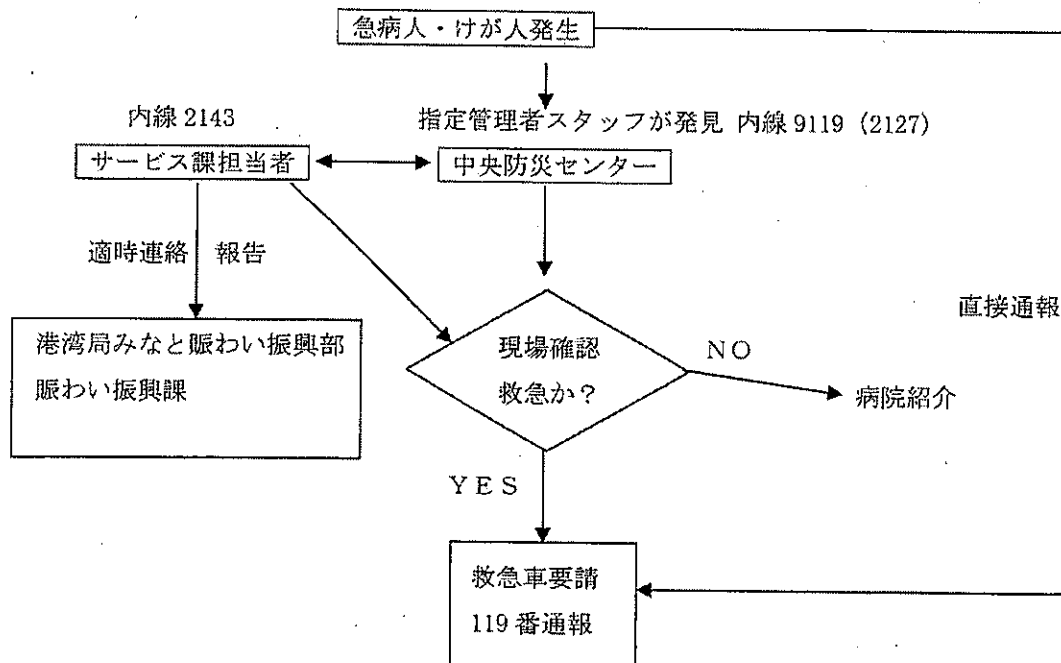 急病人・けが人発生
内線 2143
指定管理者スタッフが発見 内線 9119（2127）
サービス課担当者
中央防災センター
適時連絡 報告
直接通報
港湾局みなと賑わい振興部
賑わい振興課
現場確認
救急か？
NO
病院紹介
YES
救急車要請
119 番通報